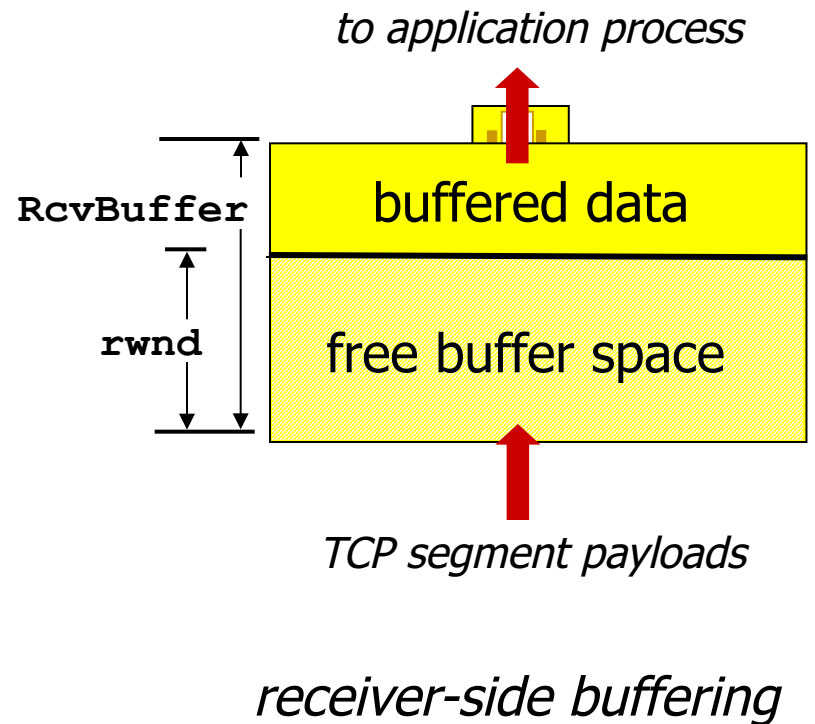 to application process
RcvBuffer
buffered data
rwnd
free buffer space
TCP segment payloads
receiver-side buffering